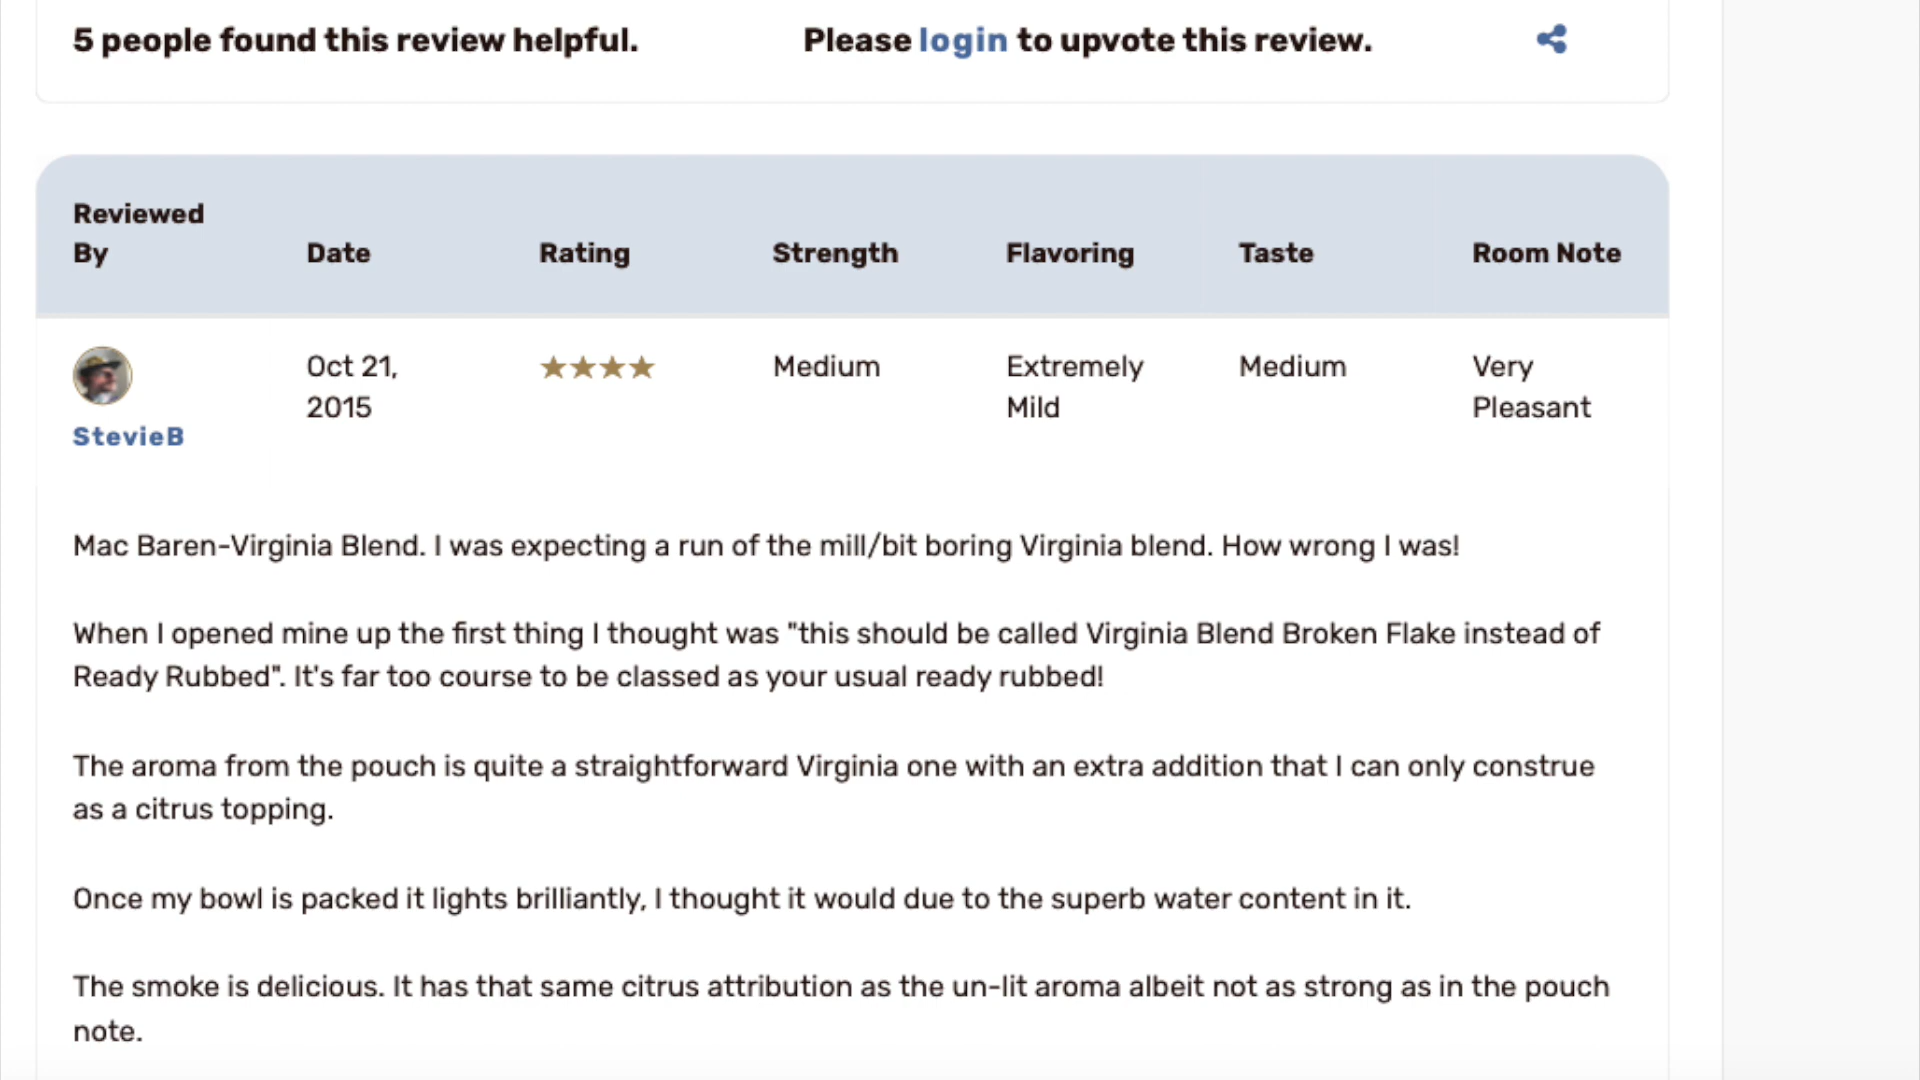 5 people found this review helpful. Please login to upvote this review.
Reviewed By Date Rating Strength Flavoring Taste Room Note
StevieB Oct 21, 2015 Medium Extremely Mild Medium Very Pleasant
Mac Baren-Virginia Blend. I was expecting a run of the mill/bit boring Virginia blend. How wrong I was!
When I opened mine up the first thing I thought was "this should be called Virginia Blend Broken Flake instead of
Ready Rubbed". It's far too course to be classed as your usual ready rubbed!
The aroma from the pouch is quite a straightforward Virginia one with an extra addition that I can only construe
as a citrus topping.
Once my bowl is packed it lights brilliantly, I thought it would due to the superb water content in it.
The smoke is delicious. It has that same citrus attribution as the un-lit aroma albeit not as strong as in the pouch
note.